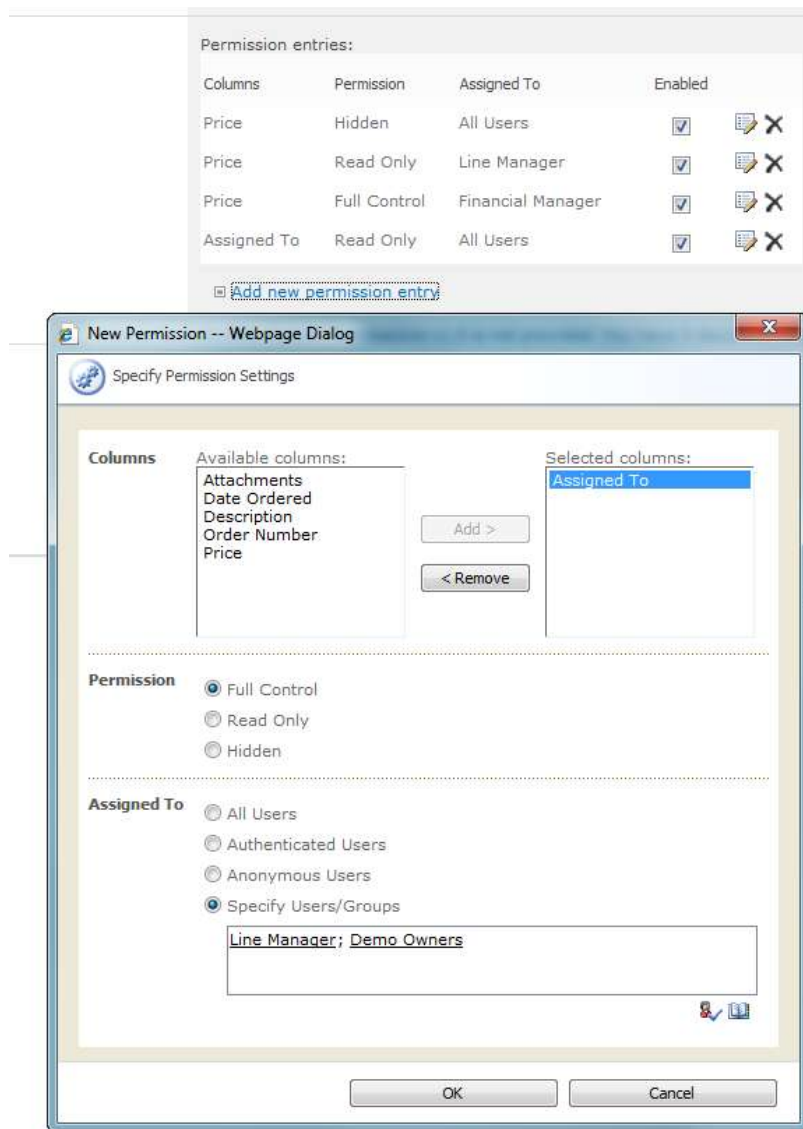 Permission entries:
Columns Permission Assigned To Enabled
Price Hidden All Users
Price Read Only Line Manager
Price Full Control Financial Manager
Assigned To Read Only All Users
Add new permission entry
New Permission -- Webpage Dialog
Specify Permission Settings
Columns Available columns: Selected columns:
Attachments Assigned To
Date Ordered
Description
Order Number Add >
Price
< Remove
Permission Full Control
Read Only
Hidden
Assigned To All Users
Authenticated Users
Anonymous Users
Specify Users/Groups
Line Manager; Demo Owners
OK Cancel